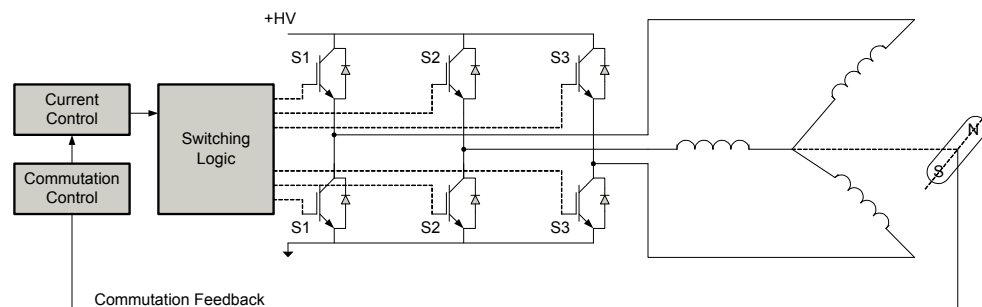 +HV
S1
S2
S3
Current
Control
Switching
Logic
Commutation
Control
N
S
S1
S2
S3
Commutation Feedback